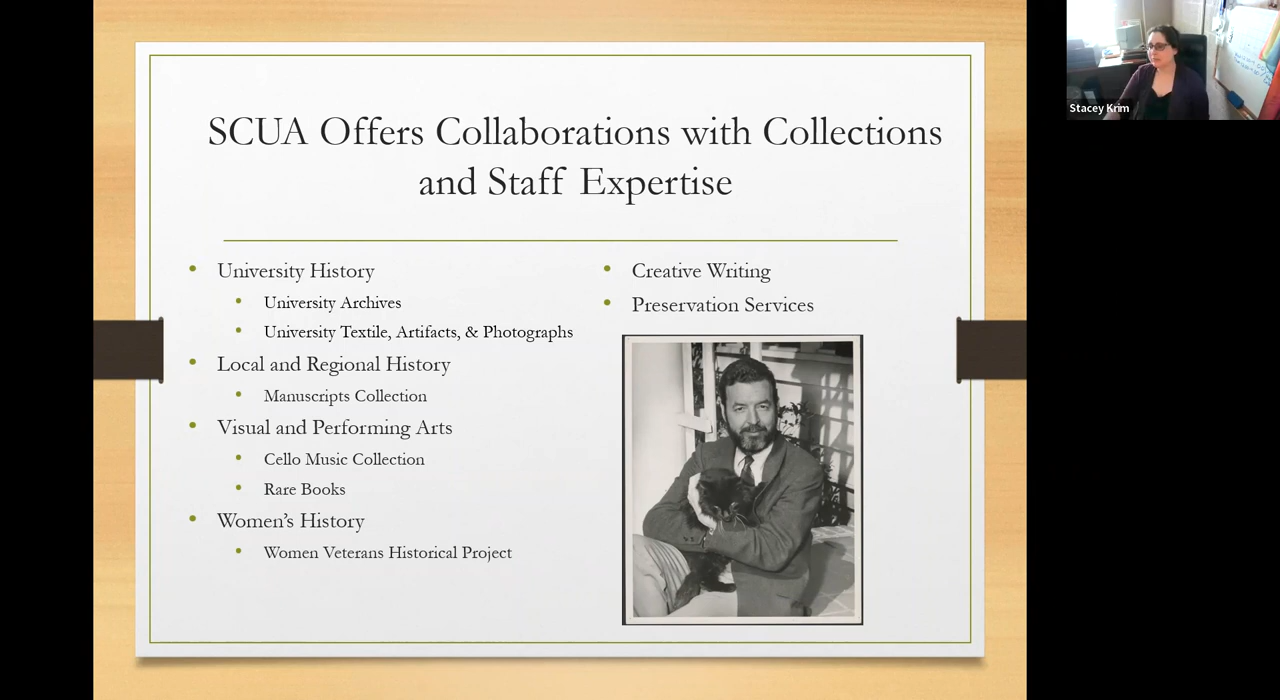 SCUA Offers Collaborations with Collections
and Staff Expertise
University History
University Archives
University Textile, Artifacts, & Photographs
Local and Regional History
Manuscripts Collection
Visual and Performing Arts
Cello Music Collection
Rare Books
Women's History
Women Veterans Historical Project
Creative Writing
Preservation Services
Stacey Krim